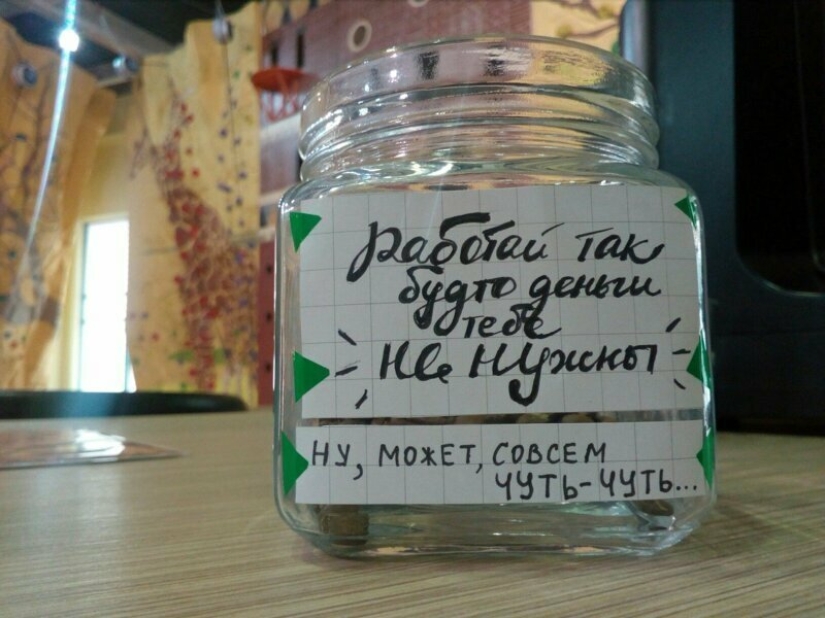 Работай так
будто деньги
тебе
не нужны
НУ, МОЖЕТ, СОВСЕМ
ЧУТЬ-ЧУТЬ...